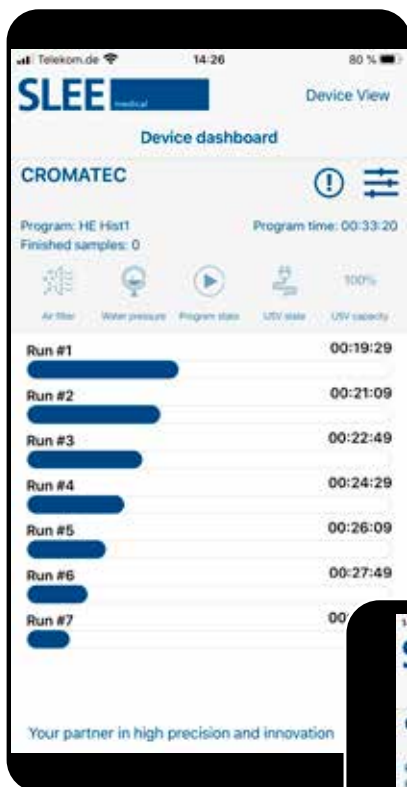 Telekom.de 14:26 80 %
SLEE medical Device View
Device dashboard
CROMATEC
Program: HE Hist1 Program time: 00:33:20
Finished samples: 0
100%
Air filter Water pressure Program state USV state USV capacity
Run #1 00:19:29
Run #2 00:21:09
Run #3 00:22:49
Run #4 00:24:29
Run #5 00:26:09
Run #6 00:27:49
Run #7 00:
Your partner in high precision and innovation